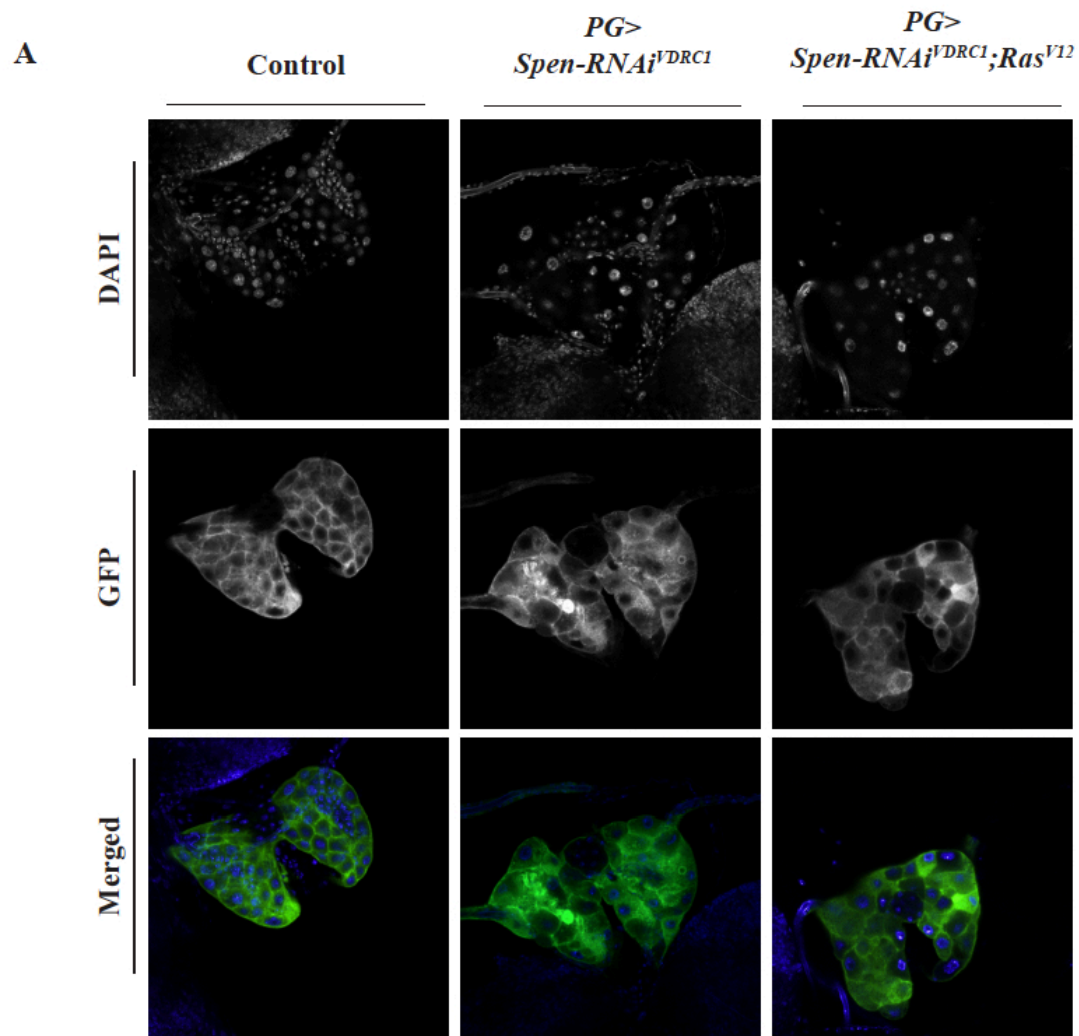 A
Control
PG>
Spen-RNAi^VDRC1
PG>
Spen-RNAi^VDRC1;Ras^V12
DAPI
GFP
Merged